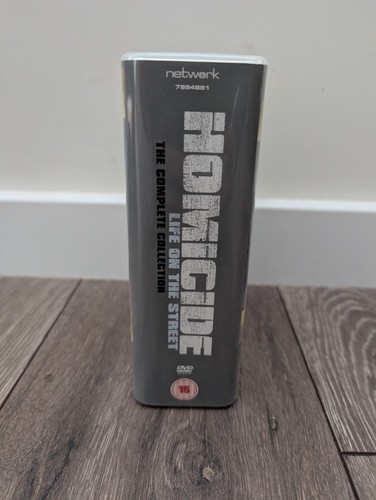 network
7954881
HOMICIDE
LIFE ON THE STREET
THE COMPLETE COLLECTION
DVD
15